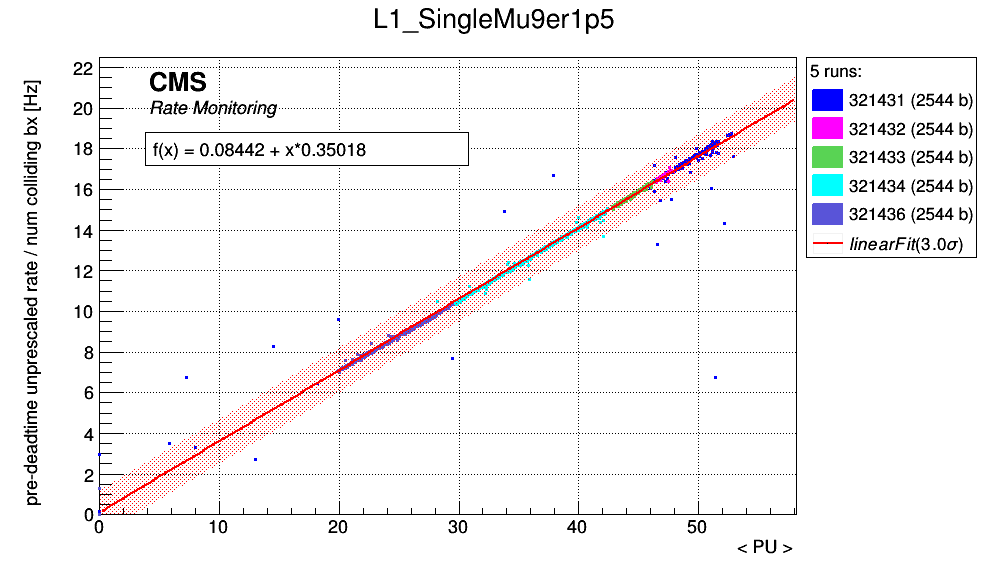 L1_SingleMu9er1p5
pre-deadtime unprescaled rate / num colliding bx [Hz]
22
20
18
16
14
12
10
8
6
4
2
0
CMS
Rate Monitoring
f(x) = 0.08442 + x*0.35018
0 10 20 30 40 50
< PU >
5 runs:
321431 (2544 b)
321432 (2544 b)
321433 (2544 b)
321434 (2544 b)
321436 (2544 b)
linearFit(3.0σ)